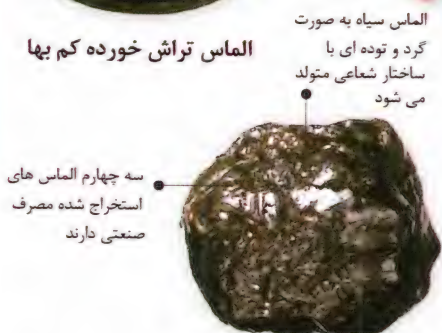 الماس سیاه به صورت
گرد و توده ای با
ساختار شعاعی متولد
می شود
الماس تراش خورده کم بها
سه چهارم الماس های
استخراج شده مصرف
صنعتی دارند